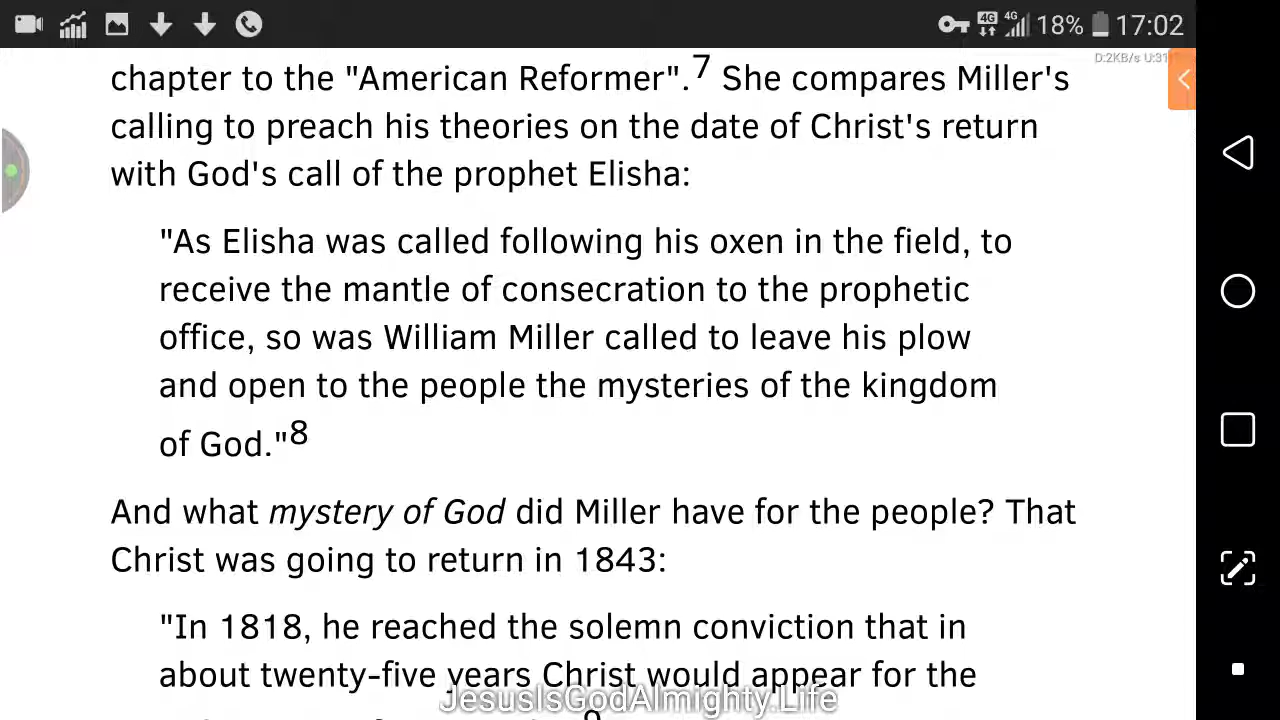 4G 4G 18% 17:02
D:2KB/s U:31
chapter to the "American Reformer".7 She compares Miller's
calling to preach his theories on the date of Christ's return
with God's call of the prophet Elisha:
"As Elisha was called following his oxen in the field, to
receive the mantle of consecration to the prophetic
office, so was William Miller called to leave his plow
and open to the people the mysteries of the kingdom
of God."8
And what mystery of God did Miller have for the people? That
Christ was going to return in 1843:
"In 1818, he reached the solemn conviction that in
about twenty-five years Christ would appear for the
JesusIsGodAlmighty.Life